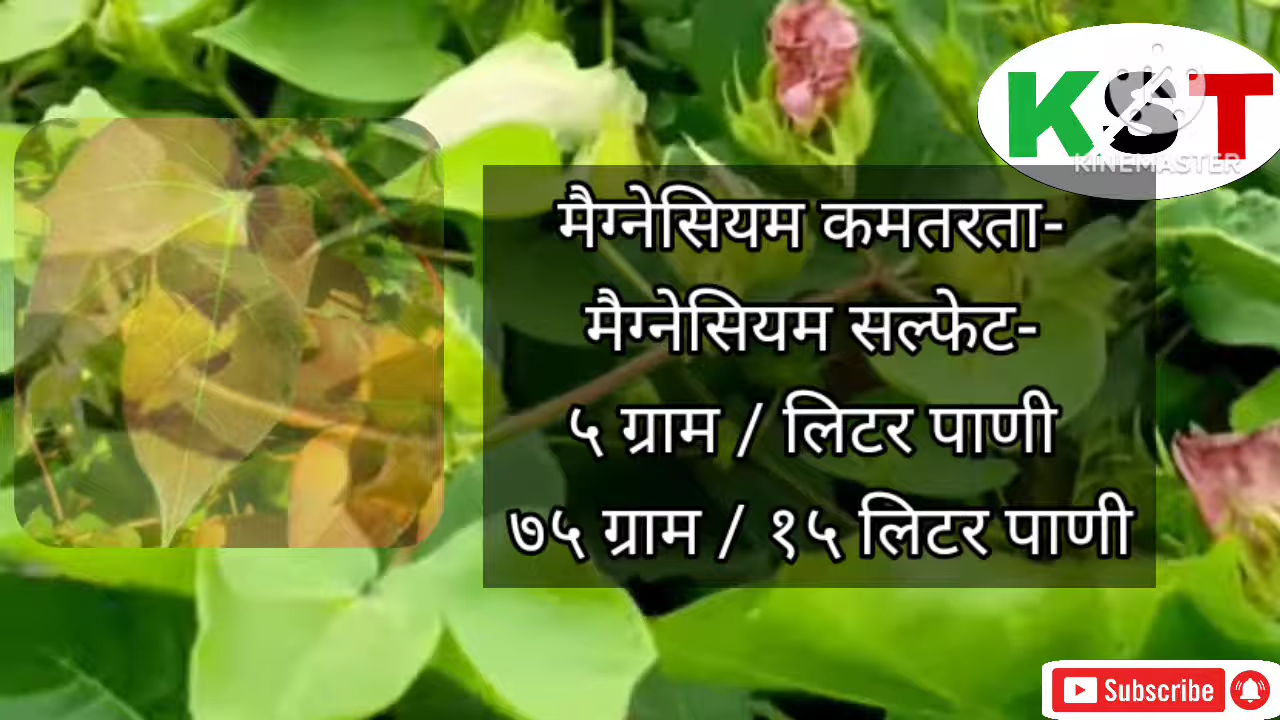 KST
KINEMASTER
मैग्नेसियम कमतरता-
मैग्नेसियम सल्फेट-
५ ग्राम / लिटर पाणी
७५ ग्राम / १५ लिटर पाणी
Subscribe